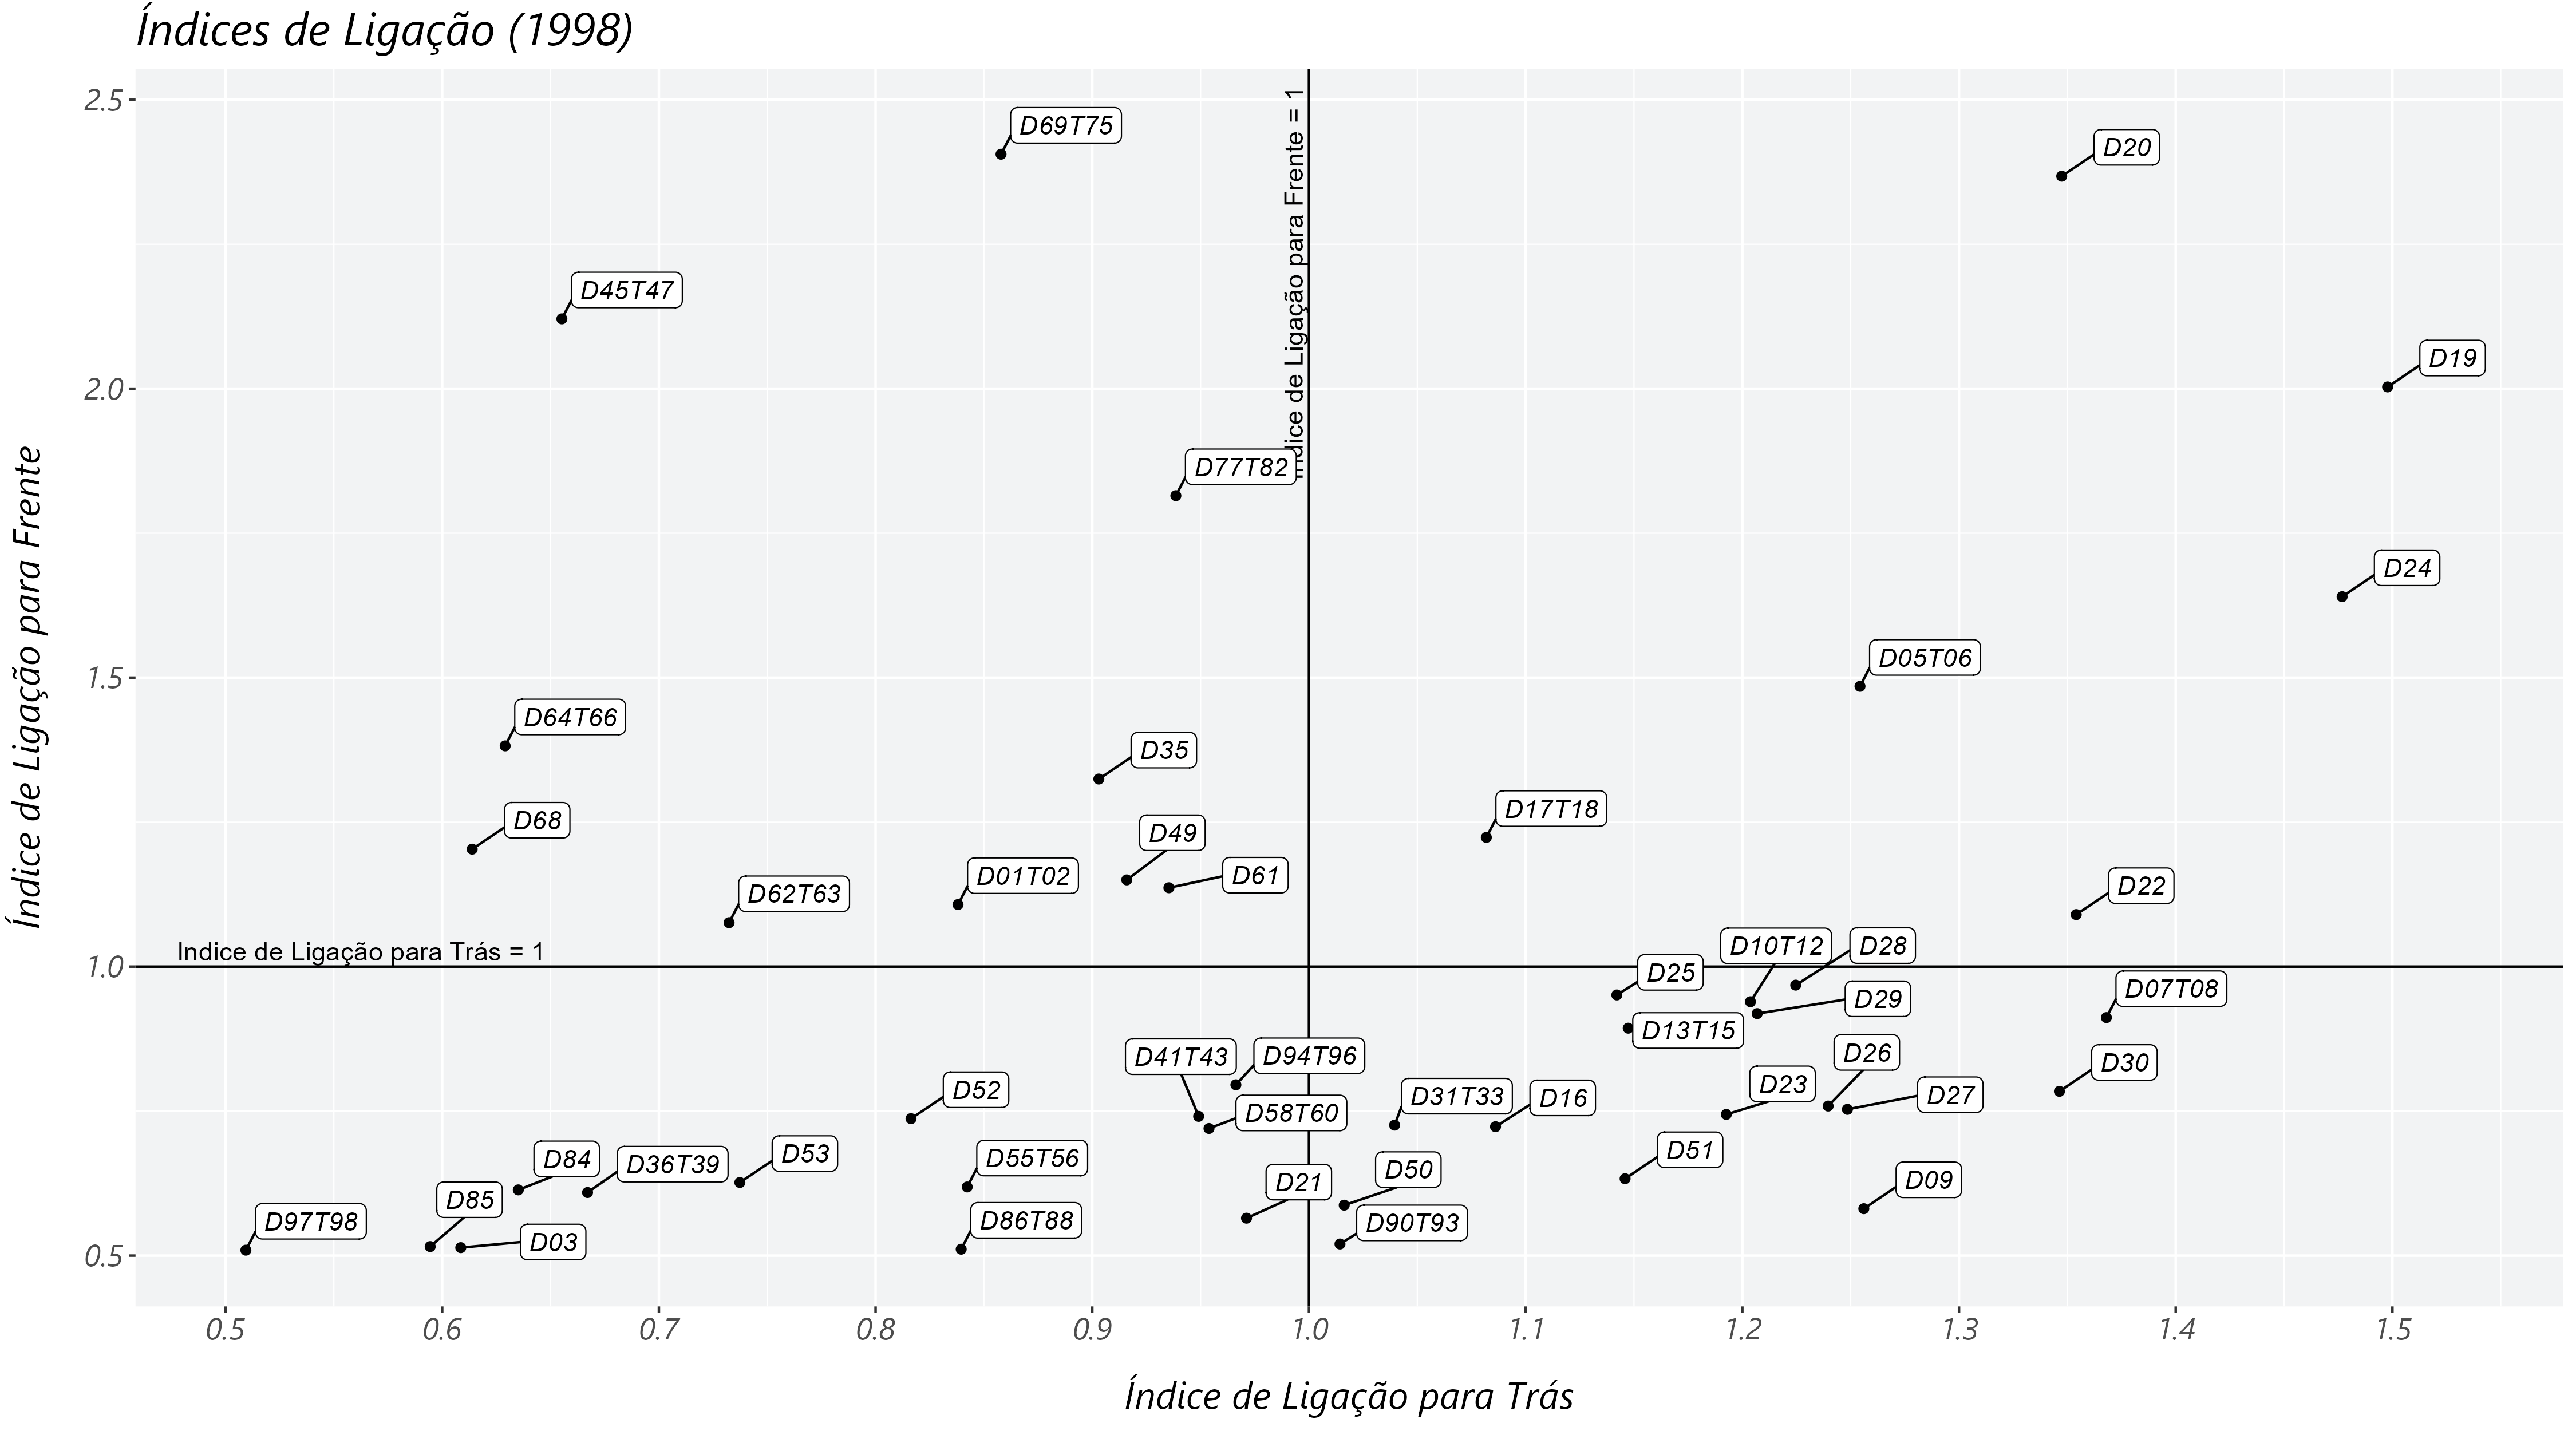 Índices de Ligação (1998)
2.5
D69T75
Indice de Ligação para Frente = 1
D20
D45T47
D19
2.0
D77T82
Índice de Ligação para Frente
D24
D05T06
1.5
D64T66
D35
D17T18
D68
D49
D01T02
D61
D22
D62T63
D10T12
D28
Indice de Ligação para Trás = 1
1.0
D25
D07T08
D29
D13T15
D26
D41T43
D94T96
D30
D23
D52
D31T33
D16
D27
D58T60
D51
D53
D84
D55T56
D36T39
D50
D09
D21
D85
D97T98
D86T88
D90T93
D03
0.5
0.5 0.6 0.7 0.8 0.9 1.0 1.1 1.2 1.3 1.4 1.5
Índice de Ligação para Trás